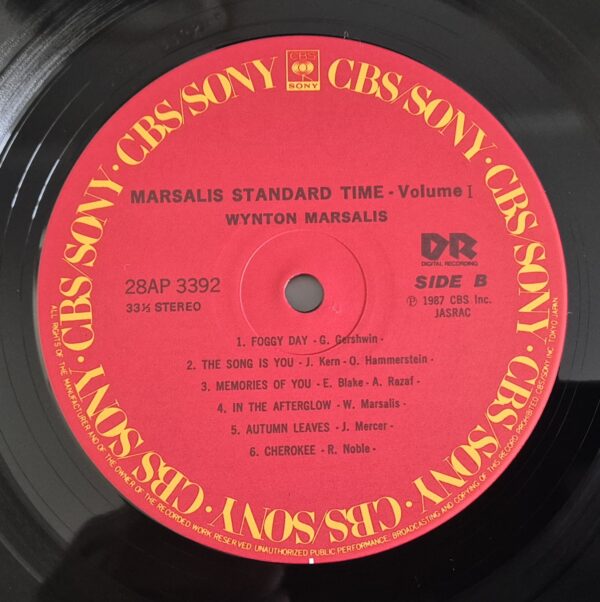 CBS/SONY · CBS/SONY · CBS/SONY · CBS/SONY · CBS/SONY · CBS/SONY · CBS/SONY · CBS/SONY
CBS
SONY
MARSALIS STANDARD TIME - Volume I
WYNTON MARSALIS
DR
DIGITAL RECORDING
28AP 3392
SIDE B
33⅓ STEREO
Ⓟ 1987 CBS Inc.
JASRAC
1. FOGGY DAY - G. Gershwin -
2. THE SONG IS YOU - J. Kern - O. Hammerstein -
3. MEMORIES OF YOU - E. Blake - A. Razaf -
4. IN THE AFTERGLOW - W. Marsalis -
5. AUTUMN LEAVES - J. Mercer -
6. CHEROKEE - R. Noble -
ALL RIGHTS OF THE MANUFACTURER AND OF THE OWNER OF THE RECORDED WORK RESERVED. UNAUTHORIZED PUBLIC PERFORMANCE, BROADCASTING AND COPYING OF THIS RECORD PROHIBITED. CBS/SONY INC. TOKYO JAPAN